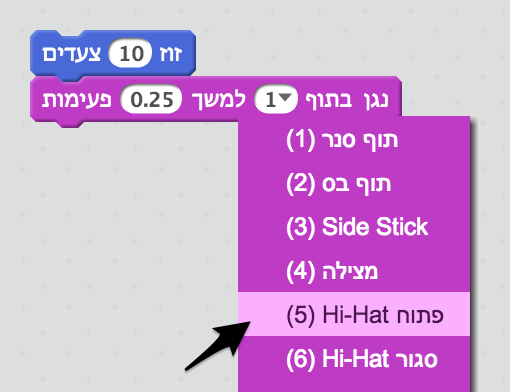 זוז 10 צעדים
נגן בתוף 1 למשך 0.25 פעימות
(1) תוף סנר
(2) תוף בס
(3) Side Stick
(4) מצילה
(5) Hi-Hat פתוח
(6) Hi-Hat סגור